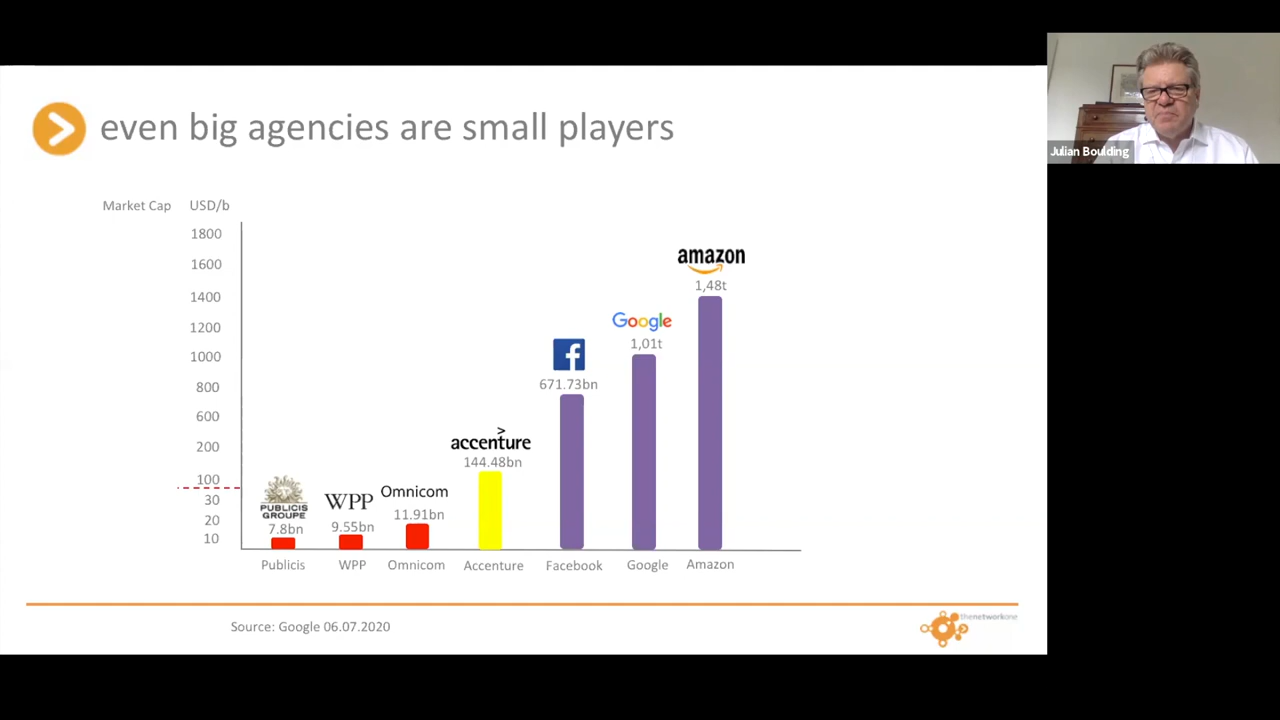 even big agencies are small players
Julian Boulding
Market Cap USD/b
1800
1600
1400
1200
1000
800
600
200
100
30
20
10
PUBLICIS
GROUPE
7.8bn
WPP
9.55bn
Omnicom
11.91bn
accenture
144.48bn
671.73bn
Google
1,01t
amazon
1,48t
Publicis WPP Omnicom Accenture Facebook Google Amazon
Source: Google 06.07.2020
thenetworkone